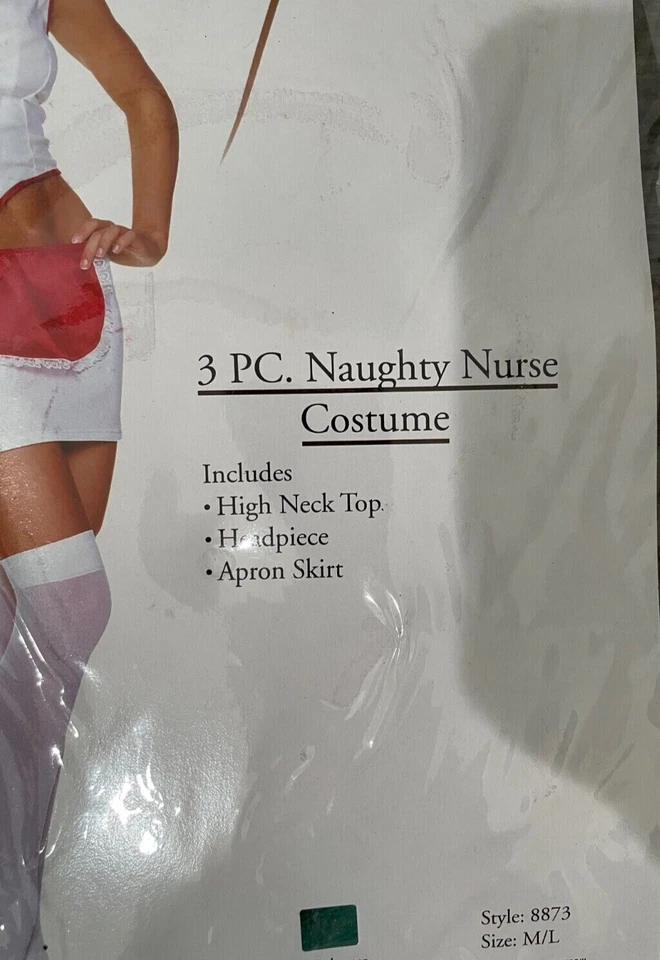 3 PC. Naughty Nurse
Costume
Includes
• High Neck Top
• Headpiece
• Apron Skirt
Style: 8873
Size: M/L